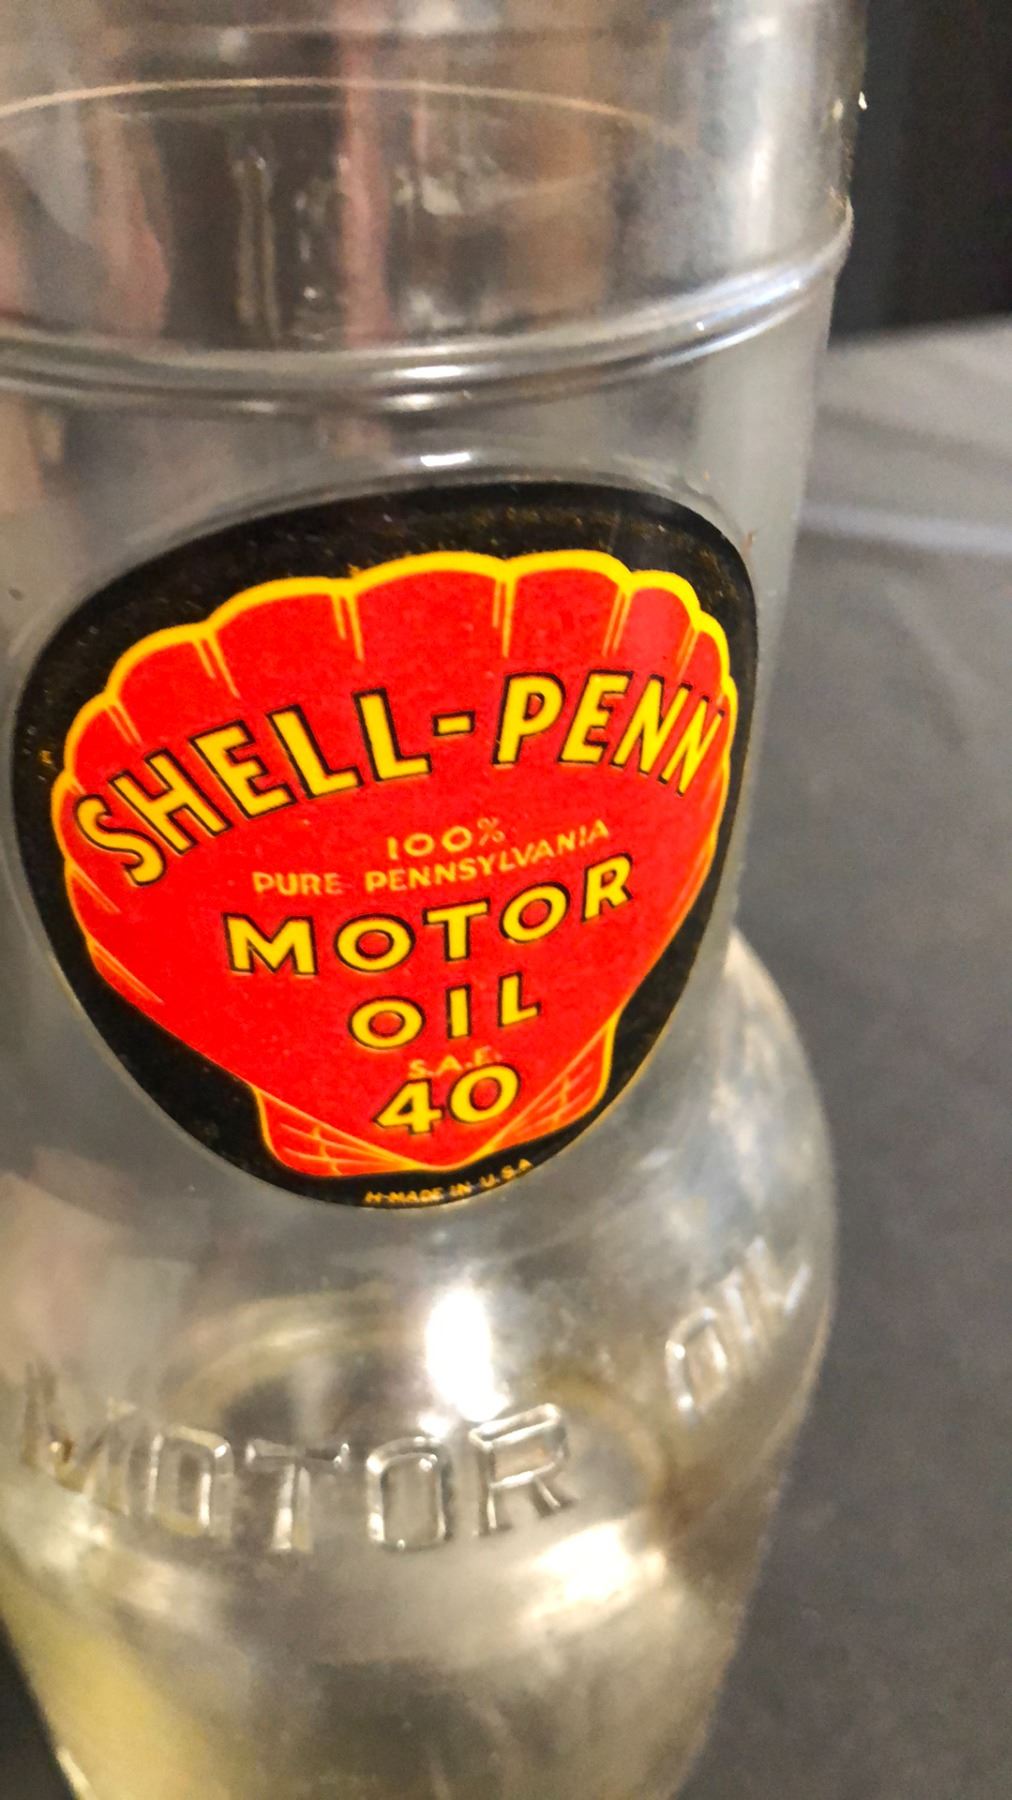 SHELL-PENN
100%
PURE PENNSYLVANIA
MOTOR
OIL
S.A.E.
40
H-MADE IN U.S.A
MOTOR OIL